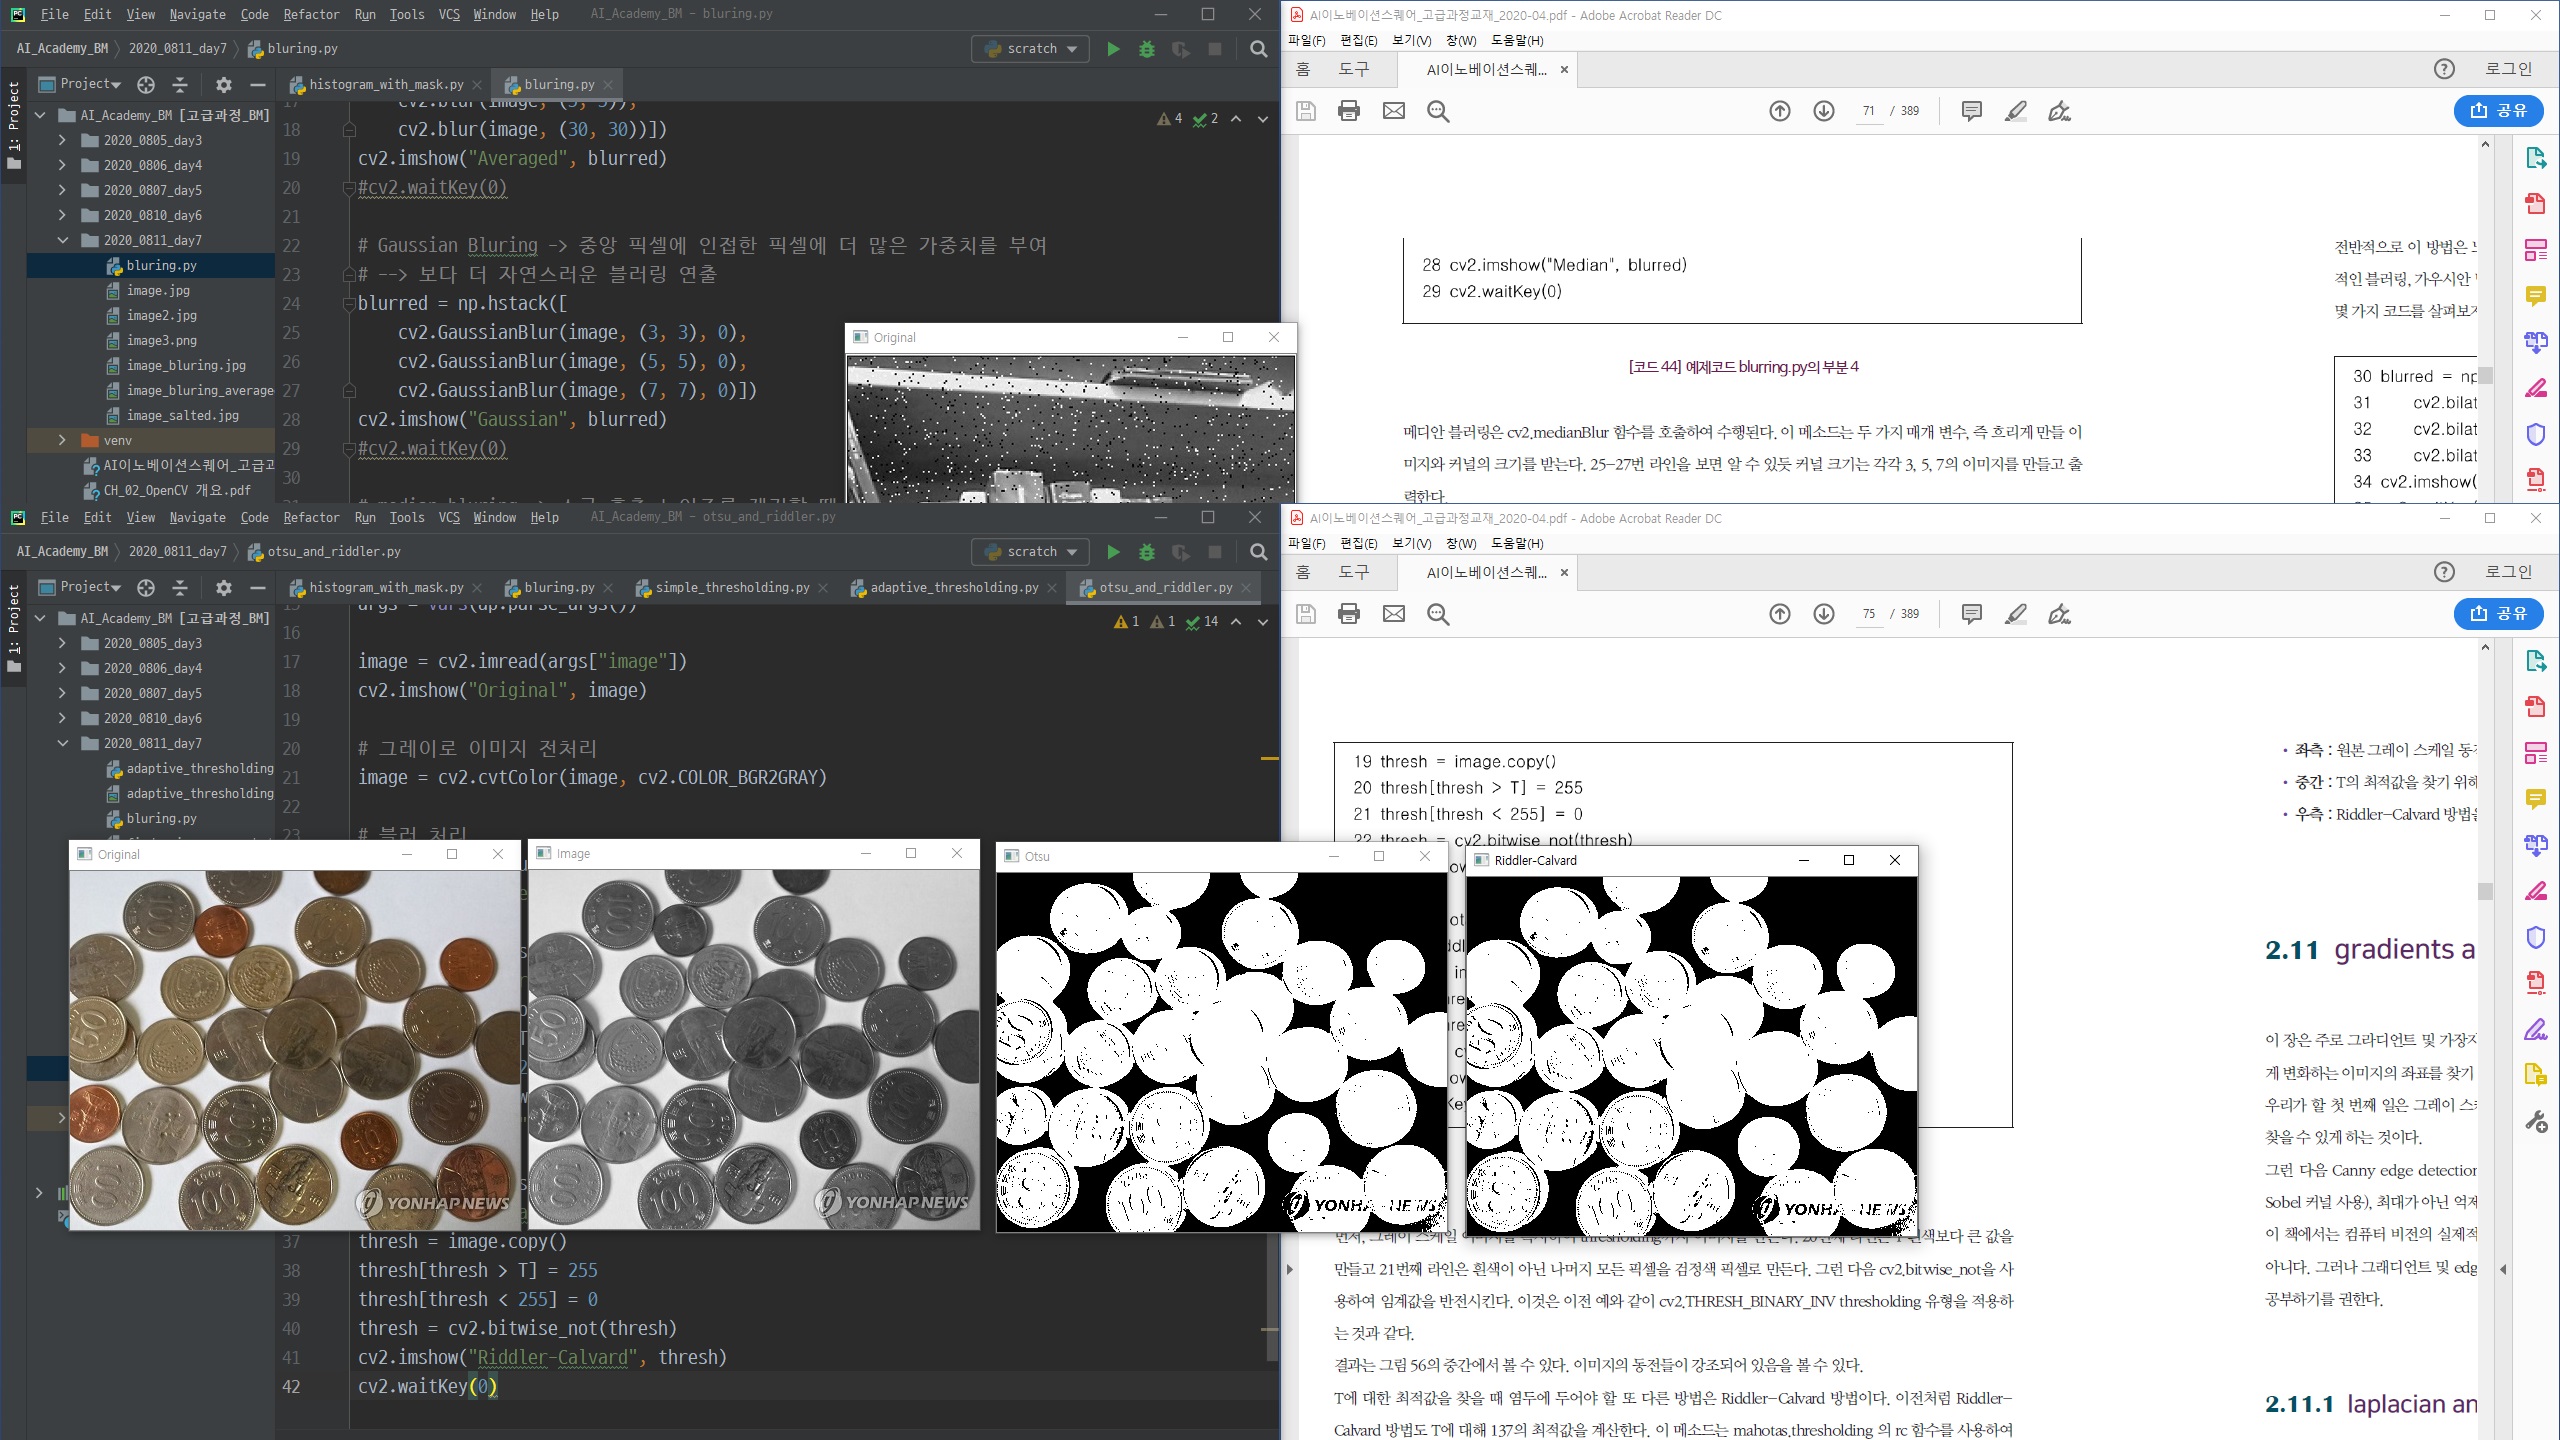 File Edit View Navigate Code Refactor Run Tools VCS Window Help AI_Academy_BM - bluring.py
AI_Academy_BM 2020_0811_day7 bluring.py scratch
Project histogram_with_mask.py bluring.py
1: Project
AI_Academy_BM [고급과정_BM]
2020_0805_day3
2020_0806_day4
2020_0807_day5
2020_0810_day6
2020_0811_day7
bluring.py
image.jpg
image2.jpg
image3.png
image_bluring.jpg
image_bluring_average
image_salted.jpg
venv
AI이노베이션스퀘어_고급과
CH_02_OpenCV 개요.pdf
4 2
18 cv2.blur(image, (30, 30))])
19 cv2.imshow("Averaged", blurred)
20 #cv2.waitKey(0)
21
22 # Gaussian Bluring -> 중앙 픽셀에 인접한 픽셀에 더 많은 가중치를 부여
23 # --> 보다 더 자연스러운 블러링 연출
24 blurred = np.hstack([
25 cv2.GaussianBlur(image, (3, 3), 0),
26 cv2.GaussianBlur(image, (5, 5), 0),
27 cv2.GaussianBlur(image, (7, 7), 0)])
28 cv2.imshow("Gaussian", blurred)
29 #cv2.waitKey(0)
30
Original
AI이노베이션스퀘어_고급과정교재_2020-04.pdf - Adobe Acrobat Reader DC
파일(F) 편집(E) 보기(V) 창(W) 도움말(H)
홈 도구 AI이노베이션스퀘... × 로그인
71 / 389 공유
28 cv2.imshow("Median", blurred)
29 cv2.waitKey(0)
[코드 44] 예제코드 blurring.py의 부분 4
메디안 블러링은 cv2.medianBlur 함수를 호출하여 수행된다. 이 메소드는 두 가지 매개 변수, 즉 흐리게 만들 이
미지와 커널의 크기를 받는다. 25-27번 라인을 보면 알 수 있듯 커널 크기는 각각 3, 5, 7의 이미지를 만들고 출
력한다.
전반적으로 이 방법은
적인 블러링, 가우시안
몇 가지 코드를 살펴보
30 blurred = np
31 cv2.bilat
32 cv2.bilat
33 cv2.bilat
34 cv2.imshow(
File Edit View Navigate Code Refactor Run Tools VCS Window Help AI_Academy_BM - otsu_and_riddler.py
AI_Academy_BM 2020_0811_day7 otsu_and_riddler.py scratch
Project histogram_with_mask.py bluring.py simple_thresholding.py adaptive_thresholding.py otsu_and_riddler.py
1: Project
AI_Academy_BM [고급과정_BM]
2020_0805_day3
2020_0806_day4
2020_0807_day5
2020_0810_day6
2020_0811_day7
adaptive_thresholding
adaptive_thresholding
bluring.py
1 1 14
15 args = vars(ap.parse_args())
16
17 image = cv2.imread(args["image"])
18 cv2.imshow("Original", image)
19
20 # 그레이로 이미지 전처리
21 image = cv2.cvtColor(image, cv2.COLOR_BGR2GRAY)
22
23 # 블러 처리
Original
YONHAP NEWS
Image
YONHAP NEWS
Otsu
YONHAP NEWS
Riddler-Calvard
YONHAP NEWS
37 thresh = image.copy()
38 thresh[thresh > T] = 255
39 thresh[thresh < 255] = 0
40 thresh = cv2.bitwise_not(thresh)
41 cv2.imshow("Riddler-Calvard", thresh)
42 cv2.waitKey(0)
AI이노베이션스퀘어_고급과정교재_2020-04.pdf - Adobe Acrobat Reader DC
파일(F) 편집(E) 보기(V) 창(W) 도움말(H)
홈 도구 AI이노베이션스퀘... × 로그인
75 / 389 공유
19 thresh = image.copy()
20 thresh[thresh > T] = 255
21 thresh[thresh < 255] = 0
22 thresh = cv2.bitwise_not(thresh)
만들고 21번째 라인은 흰색이 아닌 나머지 모든 픽셀을 검정색 픽셀로 만든다. 그런 다음 cv2.bitwise_not을 사
용하여 임계값을 반전시킨다. 이것은 이전 예와 같이 cv2.THRESH_BINARY_INV thresholding 유형을 적용하
는 것과 같다.
결과는 그림 56의 중간에서 볼 수 있다. 이미지의 동전들이 강조되어 있음을 볼 수 있다.
T에 대한 최적값을 찾을 때 염두에 두어야 할 또 다른 방법은 Riddler-Calvard 방법이다. 이전처럼 Riddler-
Calvard 방법도 T에 대해 137의 최적값을 계산한다. 이 메소드는 mahotas.thresholding 의 rc 함수를 사용하여
• 좌측 : 원본 그레이 스케일 동전
• 중간 : T의 최적값을 찾기 위해
• 우측 : Riddler-Calvard 방법을
2.11 gradients a
이 장은 주로 그라디언트 및 가장자
게 변화하는 이미지의 좌표를 찾기
우리가 할 첫 번째 일은 그레이 스
찾을 수 있게 하는 것이다.
그런 다음 Canny edge detection
Sobel 커널 사용), 최대가 아닌 억제
이 책에서는 컴퓨터 비전의 실제적
아니다. 그러나 그래디언트 및 edg
공부하기를 권한다.
2.11.1 laplacian an